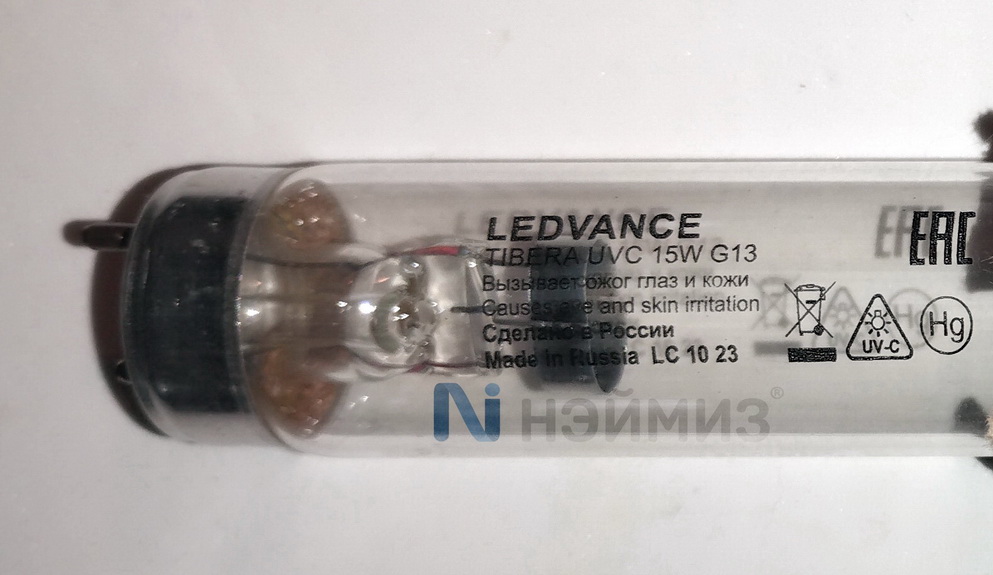 LEDVANCE
TIBERA UVC 15W G13
Вызывает ожог глаз и кожи
Causes eye and skin irritation
Сделано в России
Made in Russia LC 10 23
EAC
UV-C
Hg
Ni НЭЙМИЗ®